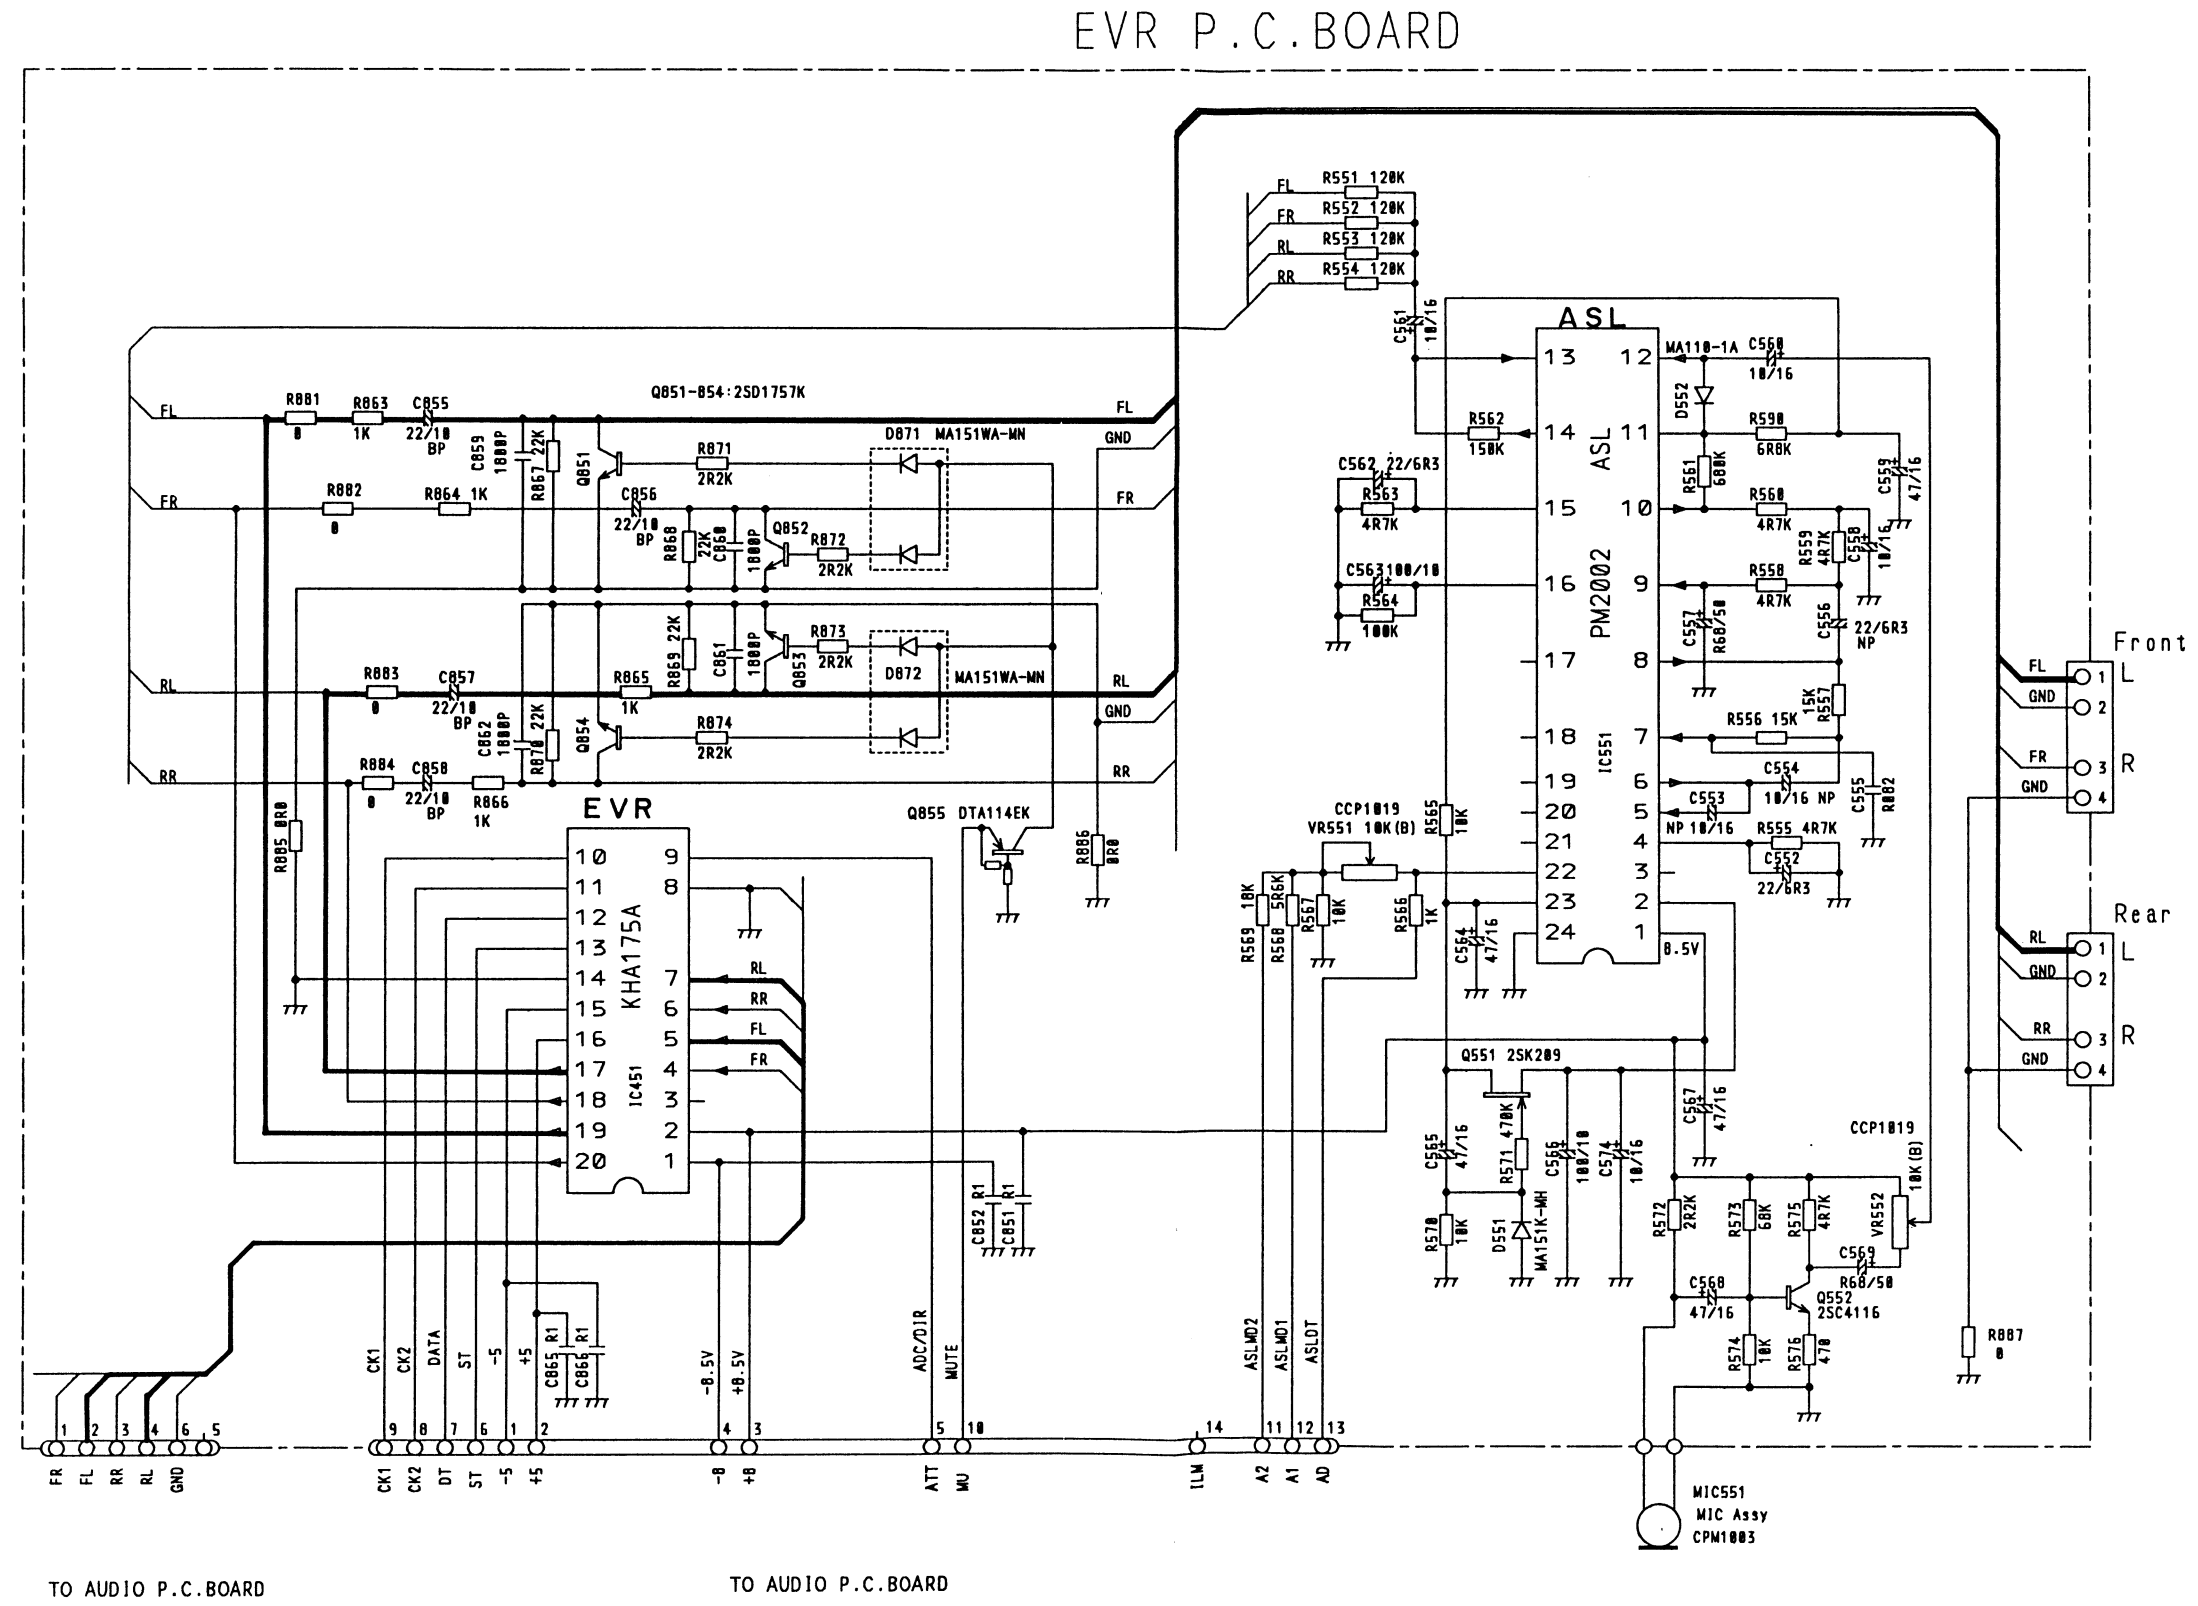 EVR P.C.BOARD
FL R551 120K
FR R552 120K
RL R553 120K
RR R554 120K
C561 10/16
ASL
13 12
MA110-1A C560
10/16
D552
R562
150K
14 11
R590
6R8K
ASL
R561 680K
C559 47/16
C562 22/6R3
R563
4R7K
15 10
R560
4R7K
R559 4R7K
C558 10/16
C563 100/10
R564
100K
16 9
R558
4R7K
PM2002
C557 R68/50
C556
22/6R3
NP
17 8
15K R557
IC551
18 7
R556 15K
19 6
C554
10/16 NP
C555 R082
20 5
C553
NP 10/16
21 4
R555 4R7K
22 3
C552
22/6R3
23 2
24 1
8.5V
FL R881
0
R863
1K
C855
22/10
BP
Q851-854:2SD1757K
FL
GND
C859 1800P
R867 22K
Q851
R871
2R2K
D871 MA151WA-MN
FR R882
0
R864 1K
C856
22/10
BP
R868 22K
C860 1800P
Q852
R872
2R2K
FR
R869 22K
C861 1800P
Q853
R873
2R2K
D872
MA151WA-MN
RL R883
0
C857
22/10
BP
R865
1K
RL
GND
C862 1800P
R870 22K
Q854
R874
2R2K
RR R884
0
C858
22/10
BP
R866
1K
RR
R885 0R0
EVR
10 9
11 8
12
13
14 7
15 6
16 5
17 4
18 3
19 2
20 1
KHA175A
IC451
RL
RR
FL
FR
Q855 DTA114EK
R886 0R0
CCP1019
VR551 10K(B)
R565 10K
R569 18K
R568 5R6K
R567 10K
R566 1K
C564 47/16
Q551 2SK209
C565 47/16
R571 470K
C566 100/10
C574 10/16
C567 47/16
R570 10K
D551 MA151K-MH
C852 R1
C851 R1
CCP1019
VR552 10K(B)
R572 2R2K
R573 68K
R575 4R7K
C569
R68/50
C568
47/16
Q552
2SC4116
R574 10K
R576 470
R887
0
Front
FL 1 L
GND 2
FR 3 R
GND 4
Rear
RL 1 L
GND 2
RR 3 R
GND 4
C865 R1
C866 R1
CK1
CK2
DATA
ST
-5
+5
-8.5V
+8.5V
ADC/DIR
MUTE
ASLMD2
ASLMD1
ASLDT
1 2 3 4 6 5
9 8 7 6 1 2 4 3 5 10 14 11 12 13
FR FL RR RL GND
CK1 CK2 DT ST -5 +5 -8 +8 ATT MU ILM A2 A1 AD
MIC551
MIC Assy
CPM1003
TO AUDIO P.C.BOARD
TO AUDIO P.C.BOARD